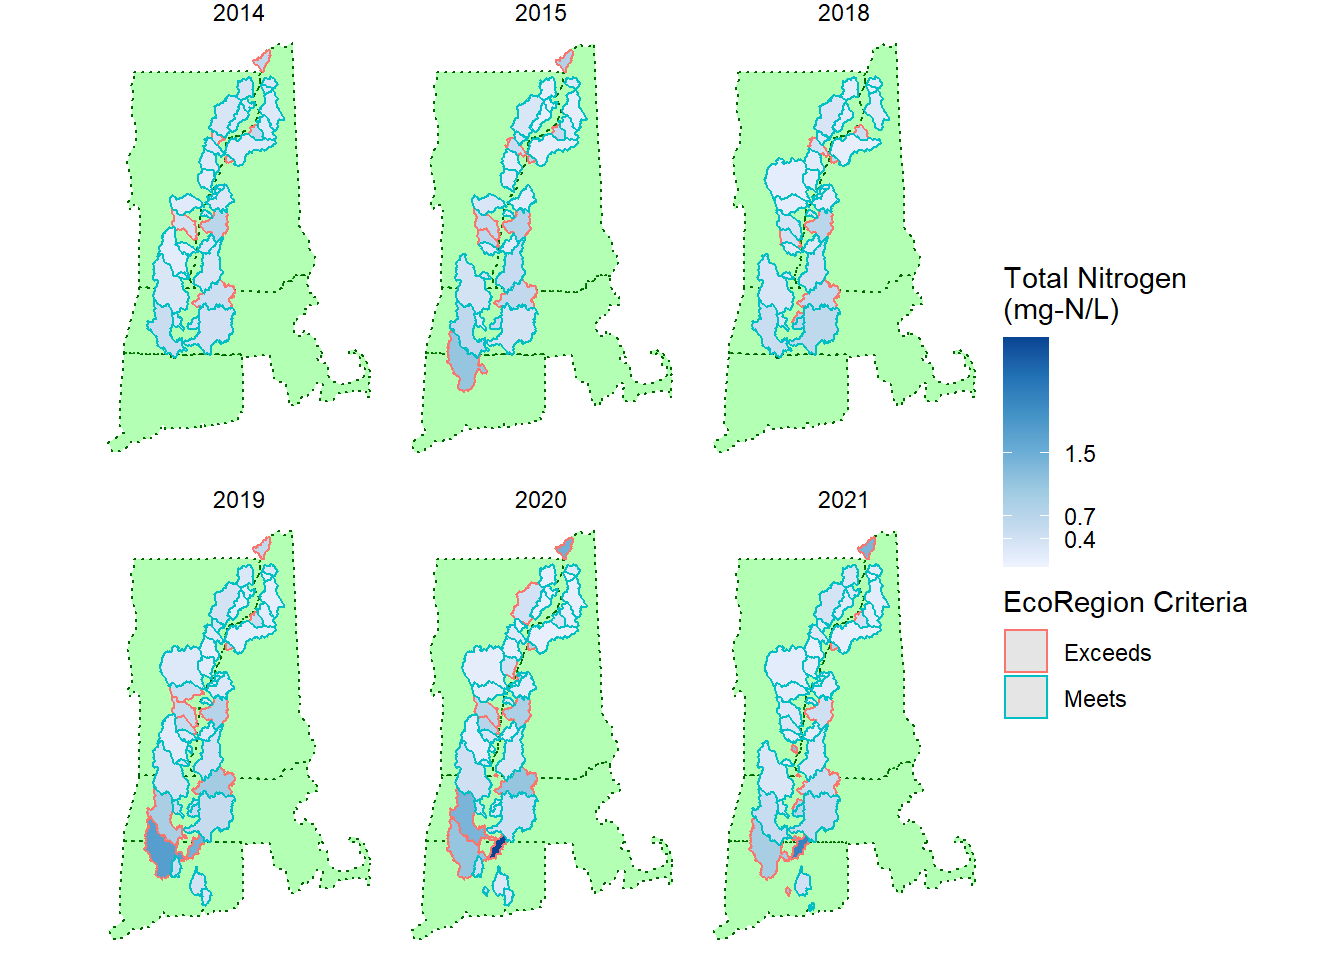 2014
2015
2018
2019
2020
2021
Total Nitrogen
(mg-N/L)
1.5
0.7
0.4
EcoRegion Criteria
Exceeds
Meets